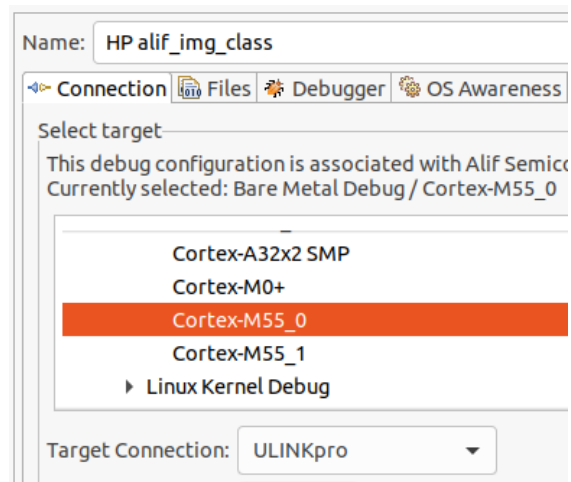 Name: HP alif_img_class
Connection Files Debugger OS Awareness
Select target
This debug configuration is associated with Alif Semico
Currently selected: Bare Metal Debug / Cortex-M55_0
Cortex-A32x2 SMP
Cortex-M0+
Cortex-M55_0
Cortex-M55_1
Linux Kernel Debug
Target Connection: ULINKpro